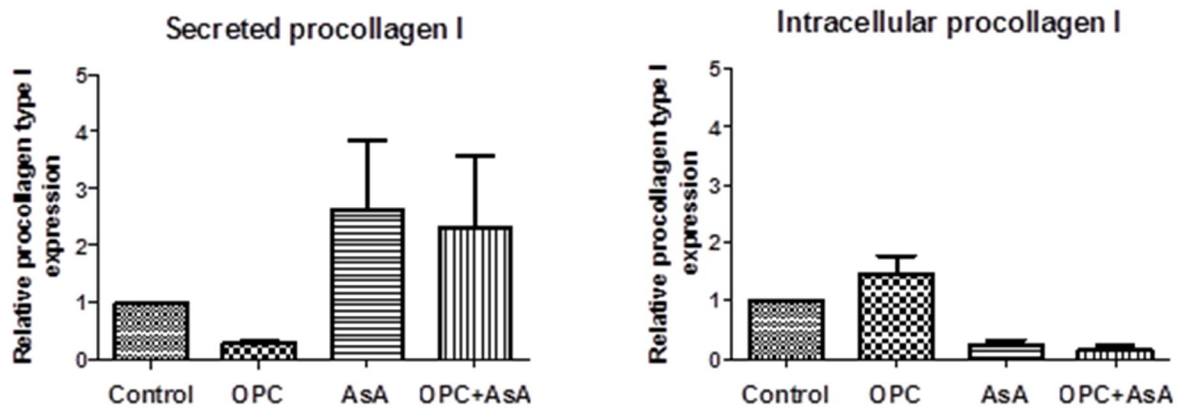 Secreted procollagen I
Relative procollagen type I
expression
5
4
3
2
1
0
Control OPC AsA OPC+AsA
Intracellular procollagen I
Relative procollagen type I
expression
5
4
3
2
1
0
Control OPC AsA OPC+AsA